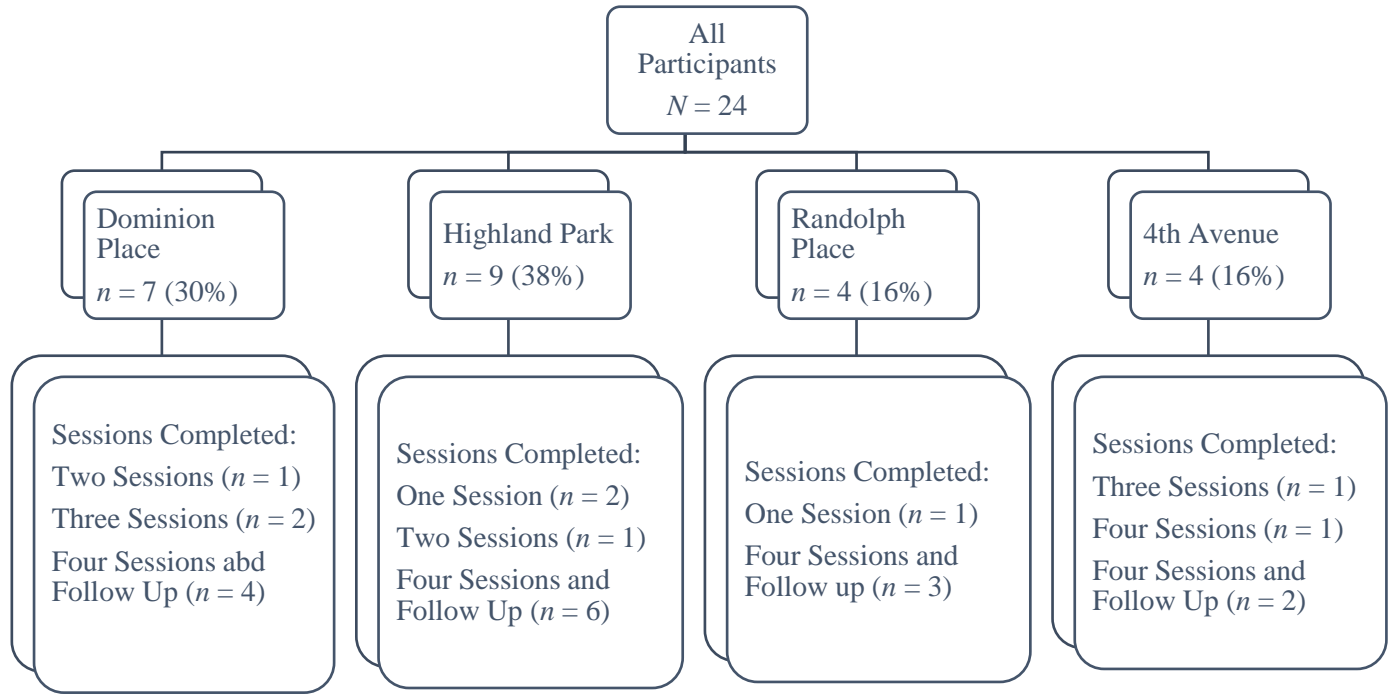 All
Participants
N = 24
Dominion
Place
n = 7 (30%)
Highland Park
n = 9 (38%)
Randolph
Place
n = 4 (16%)
4th Avenue
n = 4 (16%)
Sessions Completed:
Two Sessions (n = 1)
Three Sessions (n = 2)
Four Sessions abd
Follow Up (n = 4)
Sessions Completed:
One Session (n = 2)
Two Sessions (n = 1)
Four Sessions and
Follow Up (n = 6)
Sessions Completed:
One Session (n = 1)
Four Sessions and
Follow up (n = 3)
Sessions Completed:
Three Sessions (n = 1)
Four Sessions (n = 1)
Four Sessions and
Follow Up (n = 2)